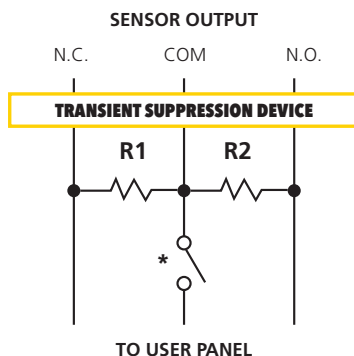 SENSOR OUTPUT
N.C. COM N.O.
TRANSIENT SUPPRESSION DEVICE
R1 R2
*
TO USER PANEL